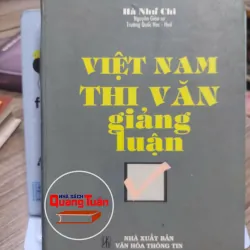 Hà Như Chi
Nguyên Giáo sư
Trường Quốc Học - Huế
VIỆT NAM
THI VĂN
giảng
luận
NHÀ SÁCH
Quang Tuấn
NHÀ XUẤT BẢN
VĂN HÓA THÔNG TIN